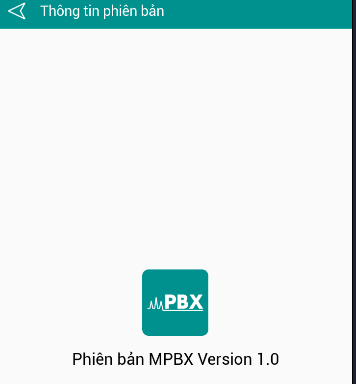 Thông tin phiên bản
MPBX
Phiên bản MPBX Version 1.0